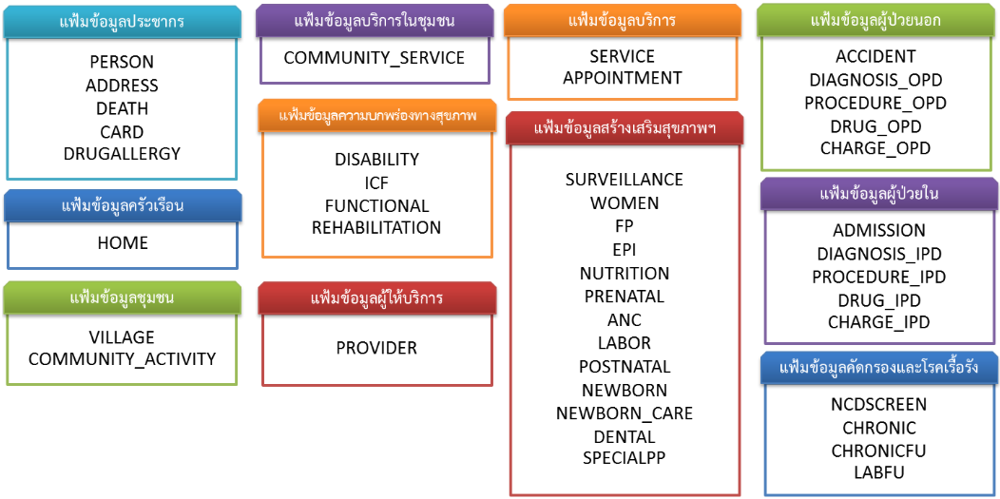 แฟ้มข้อมูลประชากร
PERSON
ADDRESS
DEATH
CARD
DRUGALLERGY
แฟ้มข้อมูลครัวเรือน
HOME
แฟ้มข้อมูลชุมชน
VILLAGE
COMMUNITY_ACTIVITY
แฟ้มข้อมูลบริการในชุมชน
COMMUNITY_SERVICE
แฟ้มข้อมูลความบกพร่องทางสุขภาพ
DISABILITY
ICF
FUNCTIONAL
REHABILITATION
แฟ้มข้อมูลผู้ให้บริการ
PROVIDER
แฟ้มข้อมูลบริการ
SERVICE
APPOINTMENT
แฟ้มข้อมูลสร้างเสริมสุขภาพฯ
SURVEILLANCE
WOMEN
FP
EPI
NUTRITION
PRENATAL
ANC
LABOR
POSTNATAL
NEWBORN
NEWBORN_CARE
DENTAL
SPECIALPP
แฟ้มข้อมูลผู้ป่วยนอก
ACCIDENT
DIAGNOSIS_OPD
PROCEDURE_OPD
DRUG_OPD
CHARGE_OPD
แฟ้มข้อมูลผู้ป่วยใน
ADMISSION
DIAGNOSIS_IPD
PROCEDURE_IPD
DRUG_IPD
CHARGE_IPD
แฟ้มข้อมูลคัดกรองและโรคเรื้อรัง
NCDSCREEN
CHRONIC
CHRONICFU
LABFU